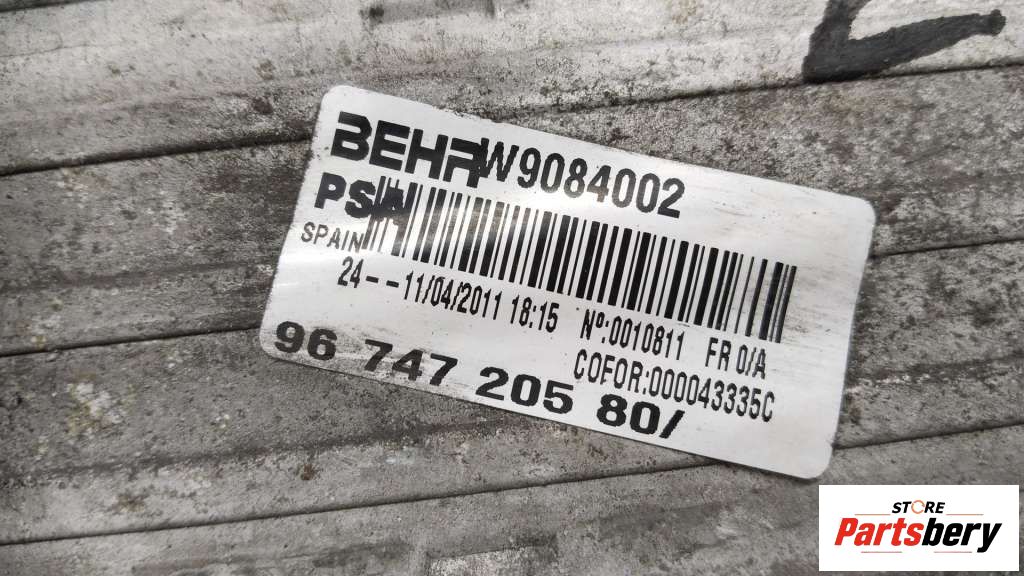 BEHR W9084002
PSA
SPAIN
24--11/04/2011 18:15 Nº:0010811 FR 0/A
COFOR:000043335C
96 747 205 80/
STORE
Partsbery